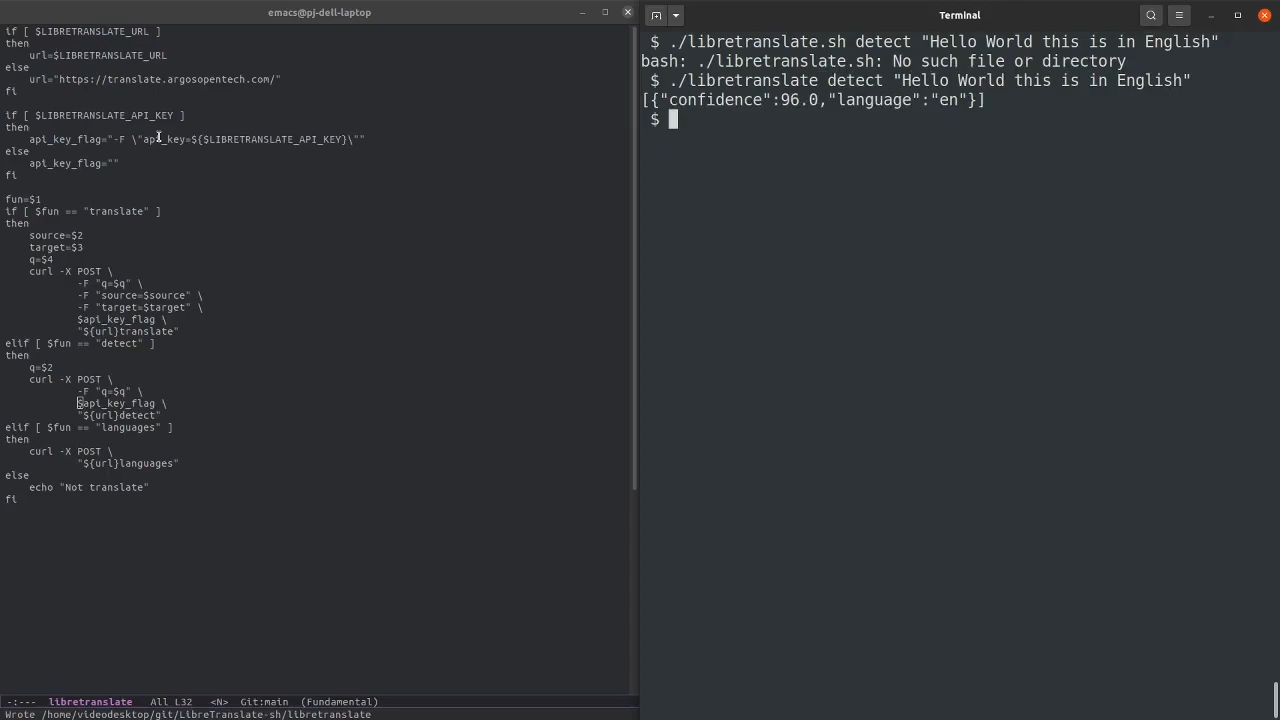 emacs@pj-dell-laptop
if [ $LIBRETRANSLATE_URL ]
then
    url=$LIBRETRANSLATE_URL
else
    url="https://translate.argosopentech.com/"
fi
if [ $LIBRETRANSLATE_API_KEY ]
then
    api_key_flag="-F \"api_key=${$LIBRETRANSLATE_API_KEY}\""
else
    api_key_flag=""
fi
fun=$1
if [ $fun == "translate" ]
then
    source=$2
    target=$3
    q=$4
    curl -X POST \
            -F "q=$q" \
            -F "source=$source" \
            -F "target=$target" \
            $api_key_flag \
            "${url}translate"
elif [ $fun == "detect" ]
then
    q=$2
    curl -X POST \
            -F "q=$q" \
            $api_key_flag \
            "${url}detect"
elif [ $fun == "languages" ]
then
    curl -X POST \
            "${url}languages"
else
    echo "Not translate"
fi
-:---  libretranslate   All L32   <N>  Git:main  (Fundamental)
Wrote /home/videodesktop/git/LibreTranslate-sh/libretranslate
Terminal
$ ./libretranslate.sh detect "Hello World this is in English"
bash: ./libretranslate.sh: No such file or directory
$ ./libretranslate detect "Hello World this is in English"
[{"confidence":96.0,"language":"en"}]
$